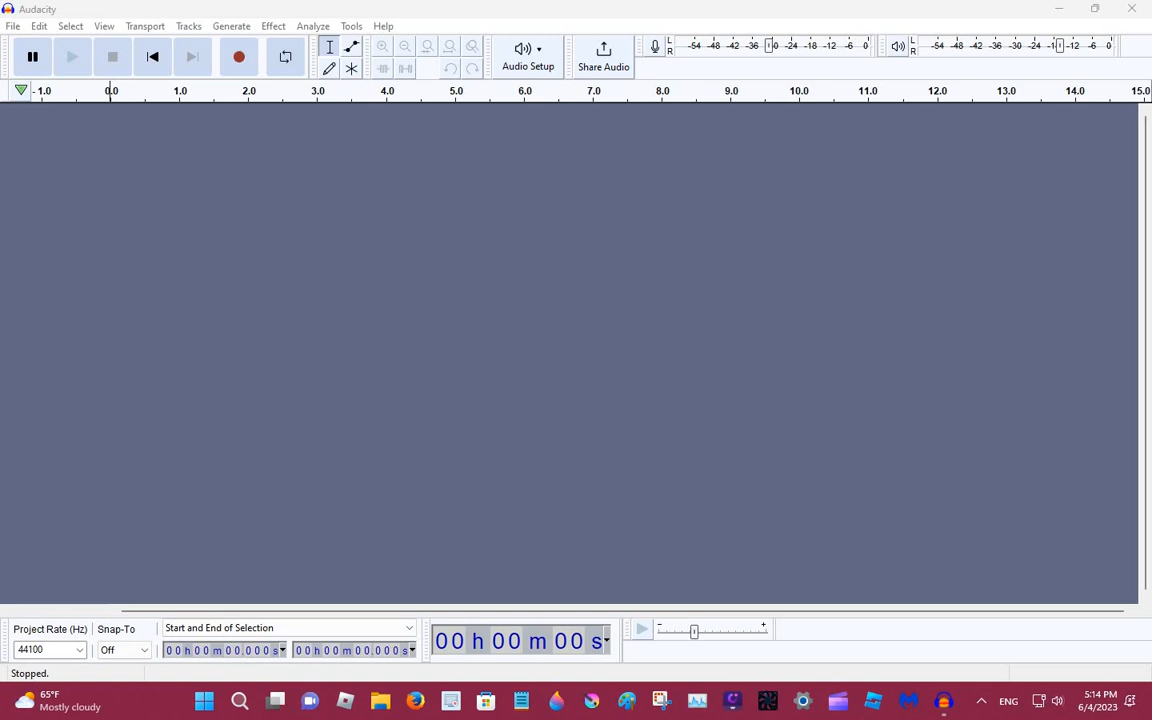 Audacity
File Edit Select View Transport Tracks Generate Effect Analyze Tools Help
L -54 -48 -42 -36 -30 -24 -18 -12 -6 0
R
L -54 -48 -42 -36 -30 -24 -12 -6 0
R
Audio Setup
Share Audio
-1.0 0.0 1.0 2.0 3.0 4.0 5.0 6.0 7.0 8.0 9.0 10.0 11.0 12.0 13.0 14.0 15.0
Project Rate (Hz) Snap-To Start and End of Selection
44100 Off 00 h 00 m 00.000 s 00 h 00 m 00.000 s
00 h 00 m 00 s
Stopped.
65°F
Mostly cloudy
ENG
5:14 PM
6/4/2023